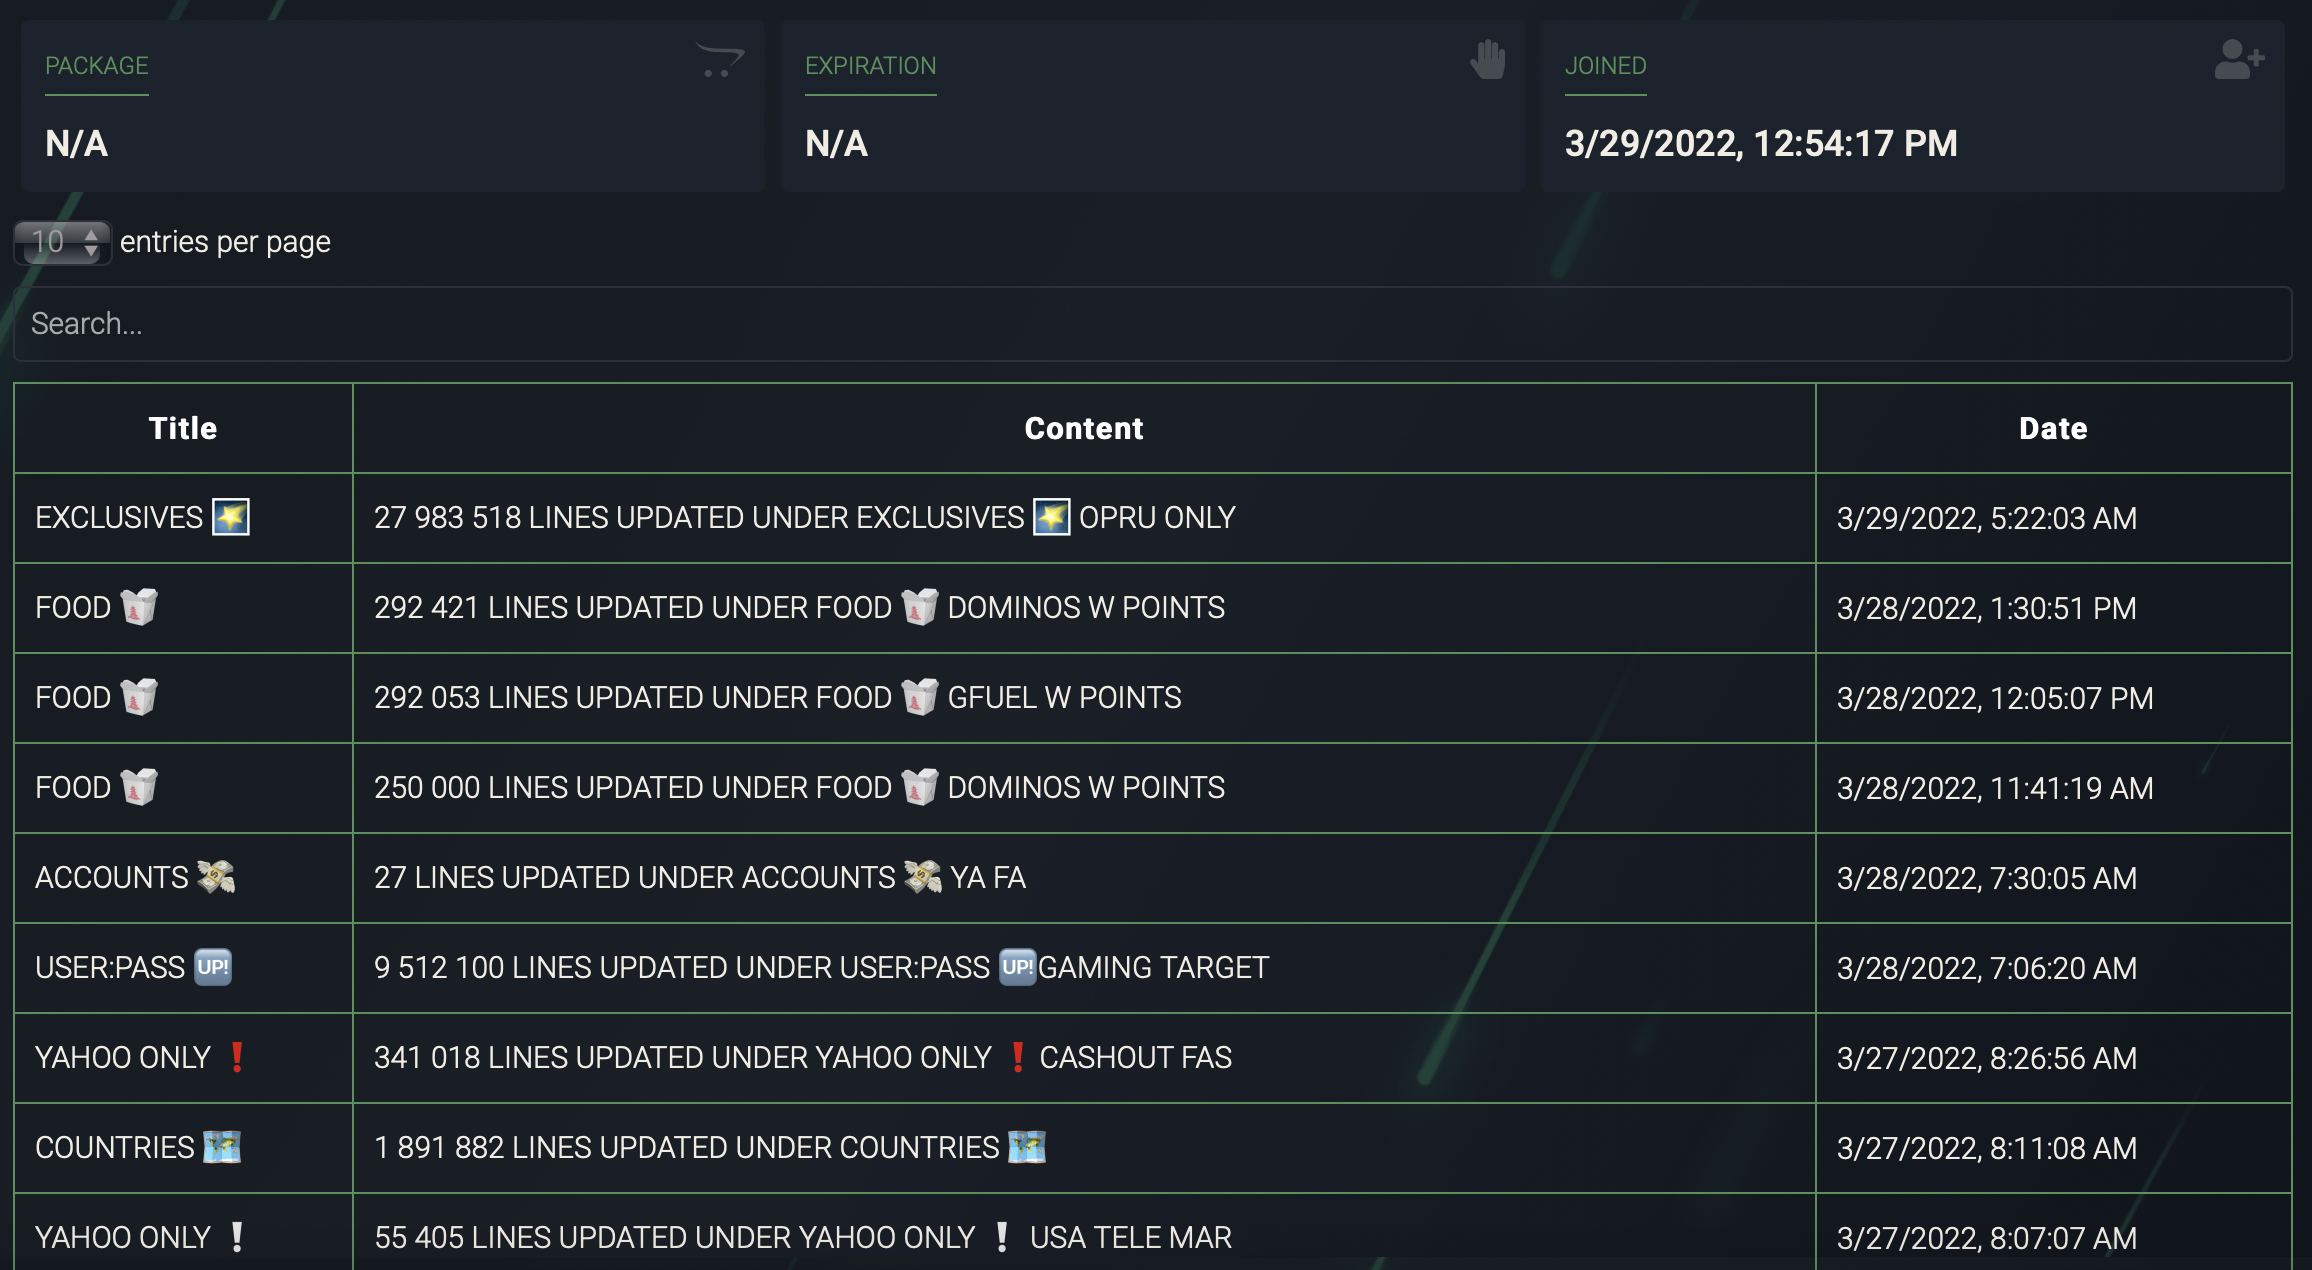 PACKAGE
N/A
EXPIRATION
N/A
JOINED
3/29/2022, 12:54:17 PM
10 entries per page
Search...
Title Content Date
EXCLUSIVES 🌠 27 983 518 LINES UPDATED UNDER EXCLUSIVES 🌠 OPRU ONLY 3/29/2022, 5:22:03 AM
FOOD 🥡 292 421 LINES UPDATED UNDER FOOD 🥡 DOMINOS W POINTS 3/28/2022, 1:30:51 PM
FOOD 🥡 292 053 LINES UPDATED UNDER FOOD 🥡 GFUEL W POINTS 3/28/2022, 12:05:07 PM
FOOD 🥡 250 000 LINES UPDATED UNDER FOOD 🥡 DOMINOS W POINTS 3/28/2022, 11:41:19 AM
ACCOUNTS 💸 27 LINES UPDATED UNDER ACCOUNTS 💸 YA FA 3/28/2022, 7:30:05 AM
USER:PASS 🆙 9 512 100 LINES UPDATED UNDER USER:PASS 🆙GAMING TARGET 3/28/2022, 7:06:20 AM
YAHOO ONLY ❗ 341 018 LINES UPDATED UNDER YAHOO ONLY ❗ CASHOUT FAS 3/27/2022, 8:26:56 AM
COUNTRIES 🗺️ 1 891 882 LINES UPDATED UNDER COUNTRIES 🗺️ 3/27/2022, 8:11:08 AM
YAHOO ONLY ❕ 55 405 LINES UPDATED UNDER YAHOO ONLY ❕ USA TELE MAR 3/27/2022, 8:07:07 AM